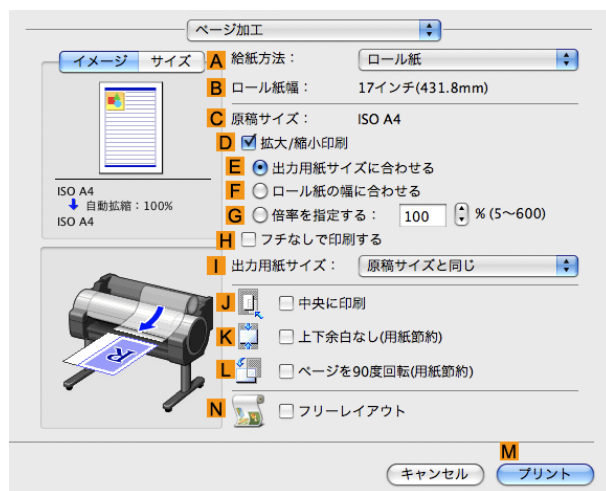 ページ加工
イメージ サイズ
A 給紙方法： ロール紙
B ロール紙幅： 17インチ(431.8mm)
C 原稿サイズ： ISO A4
D 拡大/縮小印刷
E 出力用紙サイズに合わせる
F ロール紙の幅に合わせる
G 倍率を指定する： 100 % (5～600)
H フチなしで印刷する
ISO A4
自動拡縮：100%
ISO A4
I 出力用紙サイズ： 原稿サイズと同じ
J 中央に印刷
K 上下余白なし(用紙節約)
L ページを90度回転(用紙節約)
N フリーレイアウト
R
M
キャンセル プリント